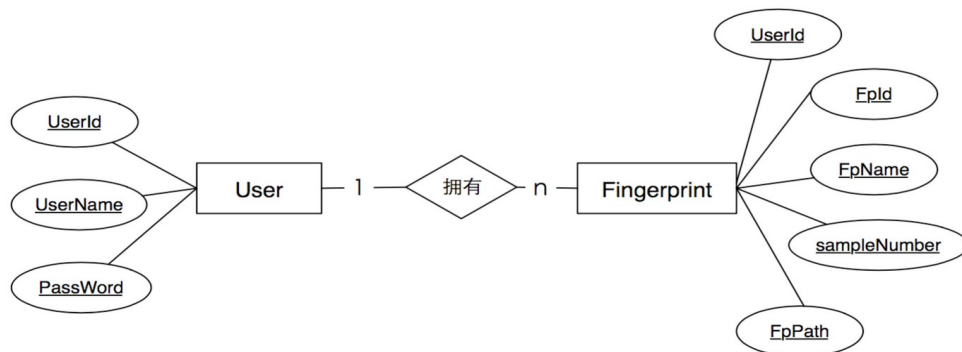 UserId
FpId
UserId
FpName
UserName
User
1
拥有
n
Fingerprint
sampleNumber
PassWord
FpPath